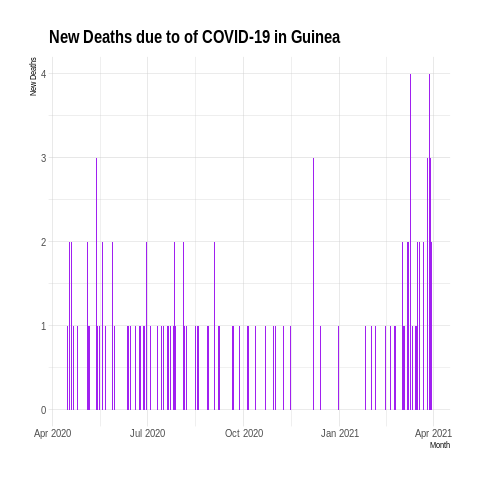 New Deaths due to of COVID-19 in Guinea
New Deaths
4
3
2
1
0
Apr 2020 Jul 2020 Oct 2020 Jan 2021 Apr 2021
Month